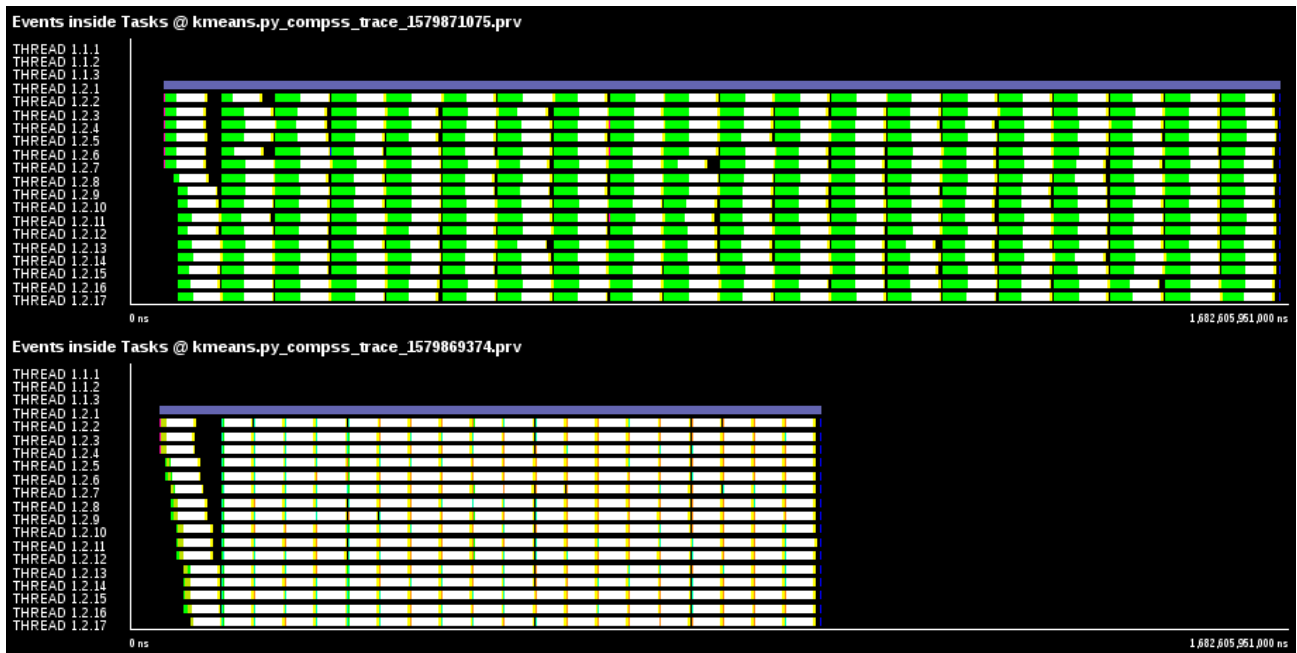 Events inside Tasks @ kmeans.py_compss_trace_1579871075.prv
THREAD 1.1.1
THREAD 1.1.2
THREAD 1.1.3
THREAD 1.2.1
THREAD 1.2.2
THREAD 1.2.3
THREAD 1.2.4
THREAD 1.2.5
THREAD 1.2.6
THREAD 1.2.7
THREAD 1.2.8
THREAD 1.2.9
THREAD 1.2.10
THREAD 1.2.11
THREAD 1.2.12
THREAD 1.2.13
THREAD 1.2.14
THREAD 1.2.15
THREAD 1.2.16
THREAD 1.2.17
0 ns 1,682,605,951,000 ns
Events inside Tasks @ kmeans.py_compss_trace_1579869374.prv
THREAD 1.1.1
THREAD 1.1.2
THREAD 1.1.3
THREAD 1.2.1
THREAD 1.2.2
THREAD 1.2.3
THREAD 1.2.4
THREAD 1.2.5
THREAD 1.2.6
THREAD 1.2.7
THREAD 1.2.8
THREAD 1.2.9
THREAD 1.2.10
THREAD 1.2.11
THREAD 1.2.12
THREAD 1.2.13
THREAD 1.2.14
THREAD 1.2.15
THREAD 1.2.16
THREAD 1.2.17
0 ns 1,682,605,951,000 ns